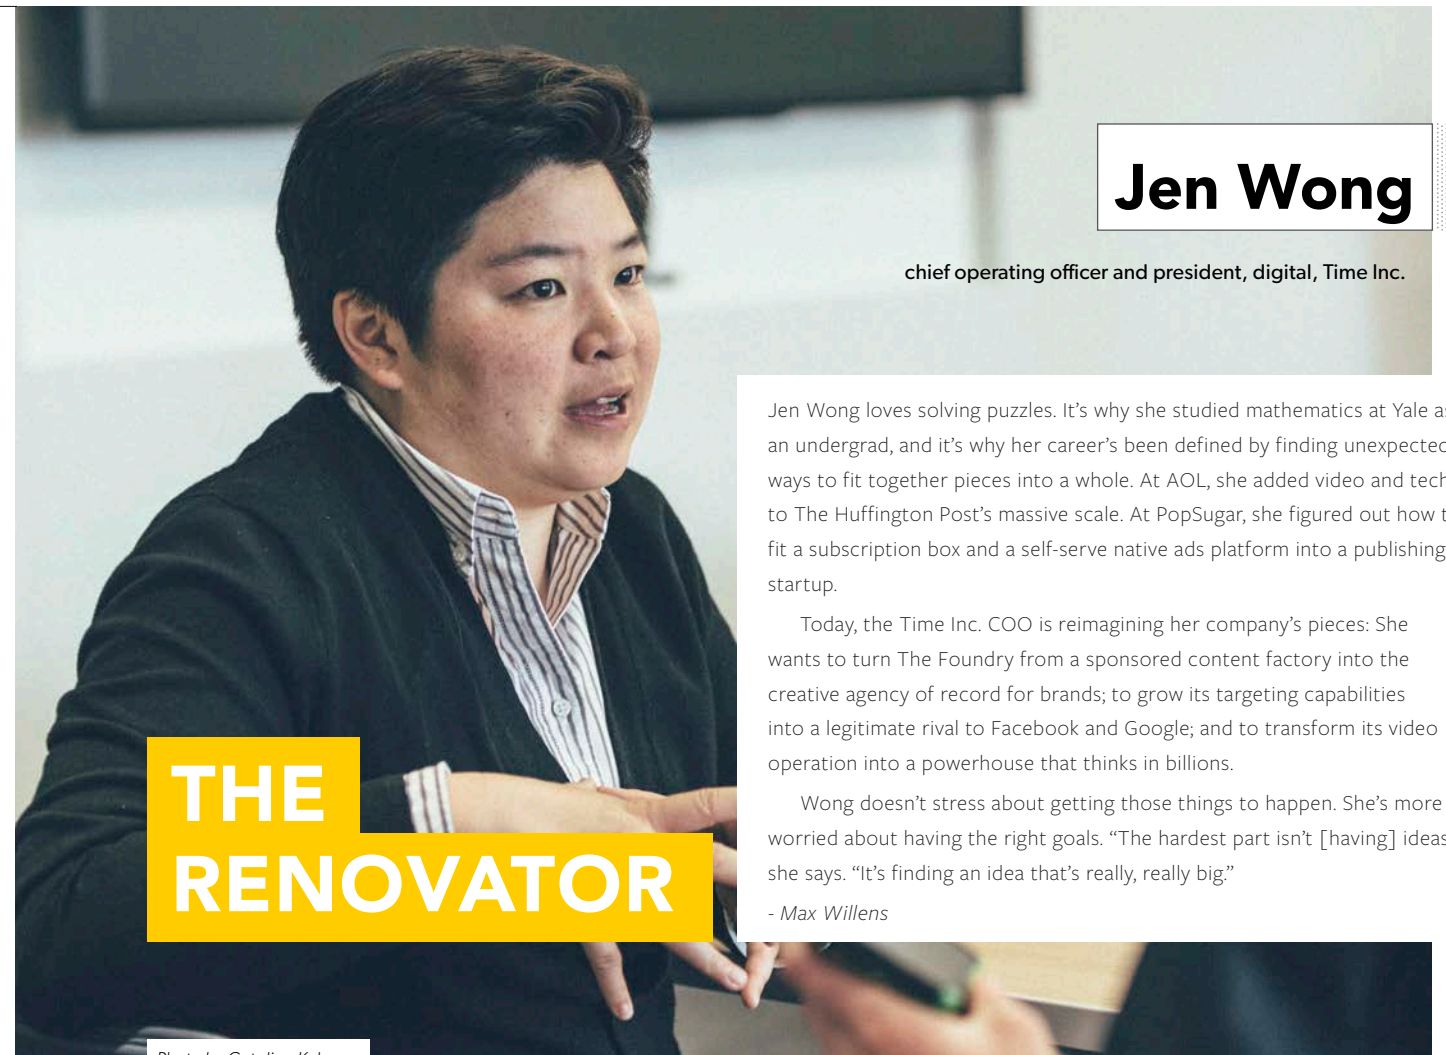 Jen Wong
chief operating officer and president, digital, Time Inc.
Jen Wong loves solving puzzles. It’s why she studied mathematics at Yale
an undergrad, and it’s why her career’s been defined by finding unexpected
ways to fit together pieces into a whole. At AOL, she added video and tech
to The Huffington Post’s massive scale. At PopSugar, she figured out how
fit a subscription box and a self-serve native ads platform into a publishing
startup.
Today, the Time Inc. COO is reimagining her company’s pieces: She
wants to turn The Foundry from a sponsored content factory into the
creative agency of record for brands; to grow its targeting capabilities
into a legitimate rival to Facebook and Google; and to transform its video
operation into a powerhouse that thinks in billions.
Wong doesn’t stress about getting those things to happen. She’s more
worried about having the right goals. “The hardest part isn’t [having] ideas
she says. “It’s finding an idea that’s really, really big.”
- Max Willens
THE
RENOVATOR